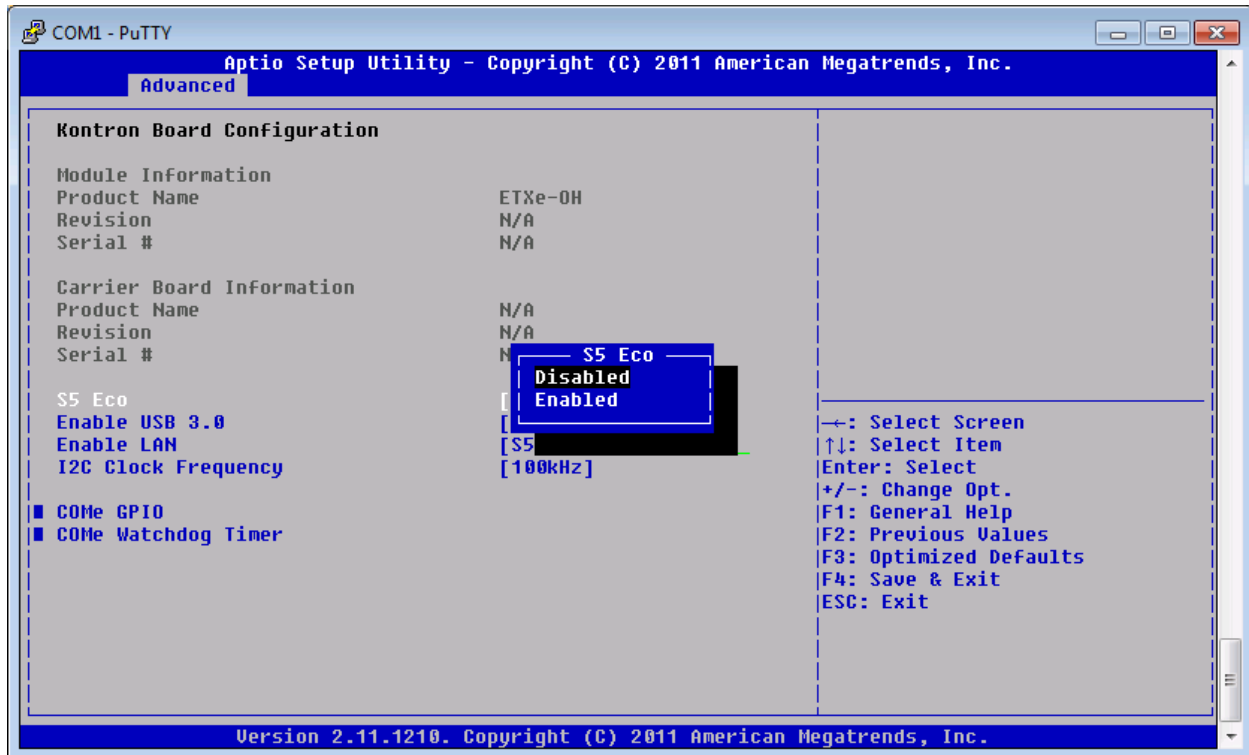 COM1 - PuTTY
Aptio Setup Utility - Copyright (C) 2011 American Megatrends, Inc.
Advanced
Kontron Board Configuration
Module Information
Product Name ETXe-OH
Revision N/A
Serial # N/A
Carrier Board Information
Product Name N/A
Revision N/A
Serial # N
S5 Eco
Disabled
Enabled
S5 Eco [
Enable USB 3.0 [
Enable LAN [S5
I2C Clock Frequency [100kHz]
COMe GPIO
COMe Watchdog Timer
→←: Select Screen
↑↓: Select Item
Enter: Select
+/-: Change Opt.
F1: General Help
F2: Previous Values
F3: Optimized Defaults
F4: Save & Exit
ESC: Exit
Version 2.11.1210. Copyright (C) 2011 American Megatrends, Inc.